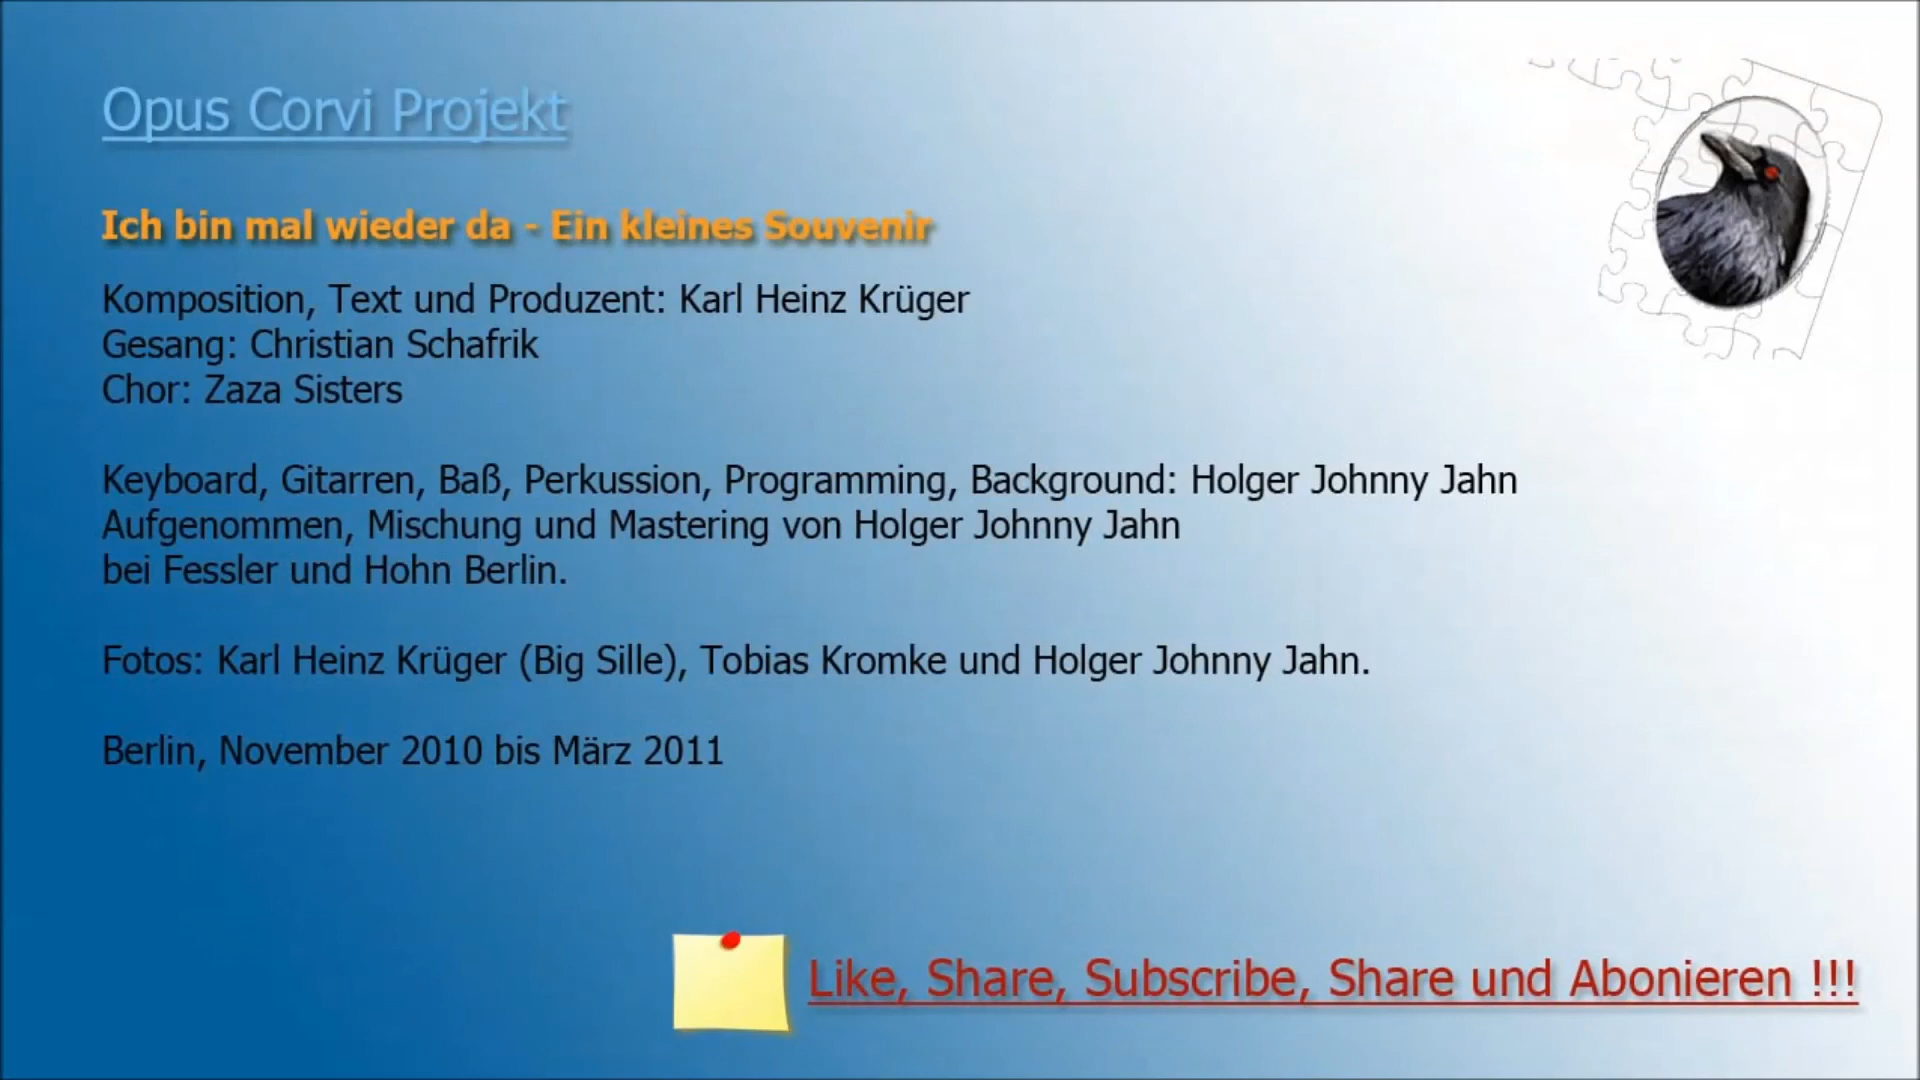 Opus Corvi Projekt
Ich bin mal wieder da - Ein kleines Souvenir
Komposition, Text und Produzent: Karl Heinz Krüger
Gesang: Christian Schafrik
Chor: Zaza Sisters
Keyboard, Gitarren, Baß, Perkussion, Programming, Background: Holger Johnny Jahn
Aufgenommen, Mischung und Mastering von Holger Johnny Jahn
bei Fessler und Hohn Berlin.
Fotos: Karl Heinz Krüger (Big Sille), Tobias Kromke und Holger Johnny Jahn.
Berlin, November 2010 bis März 2011
Like, Share, Subscribe, Share und Abonieren !!!